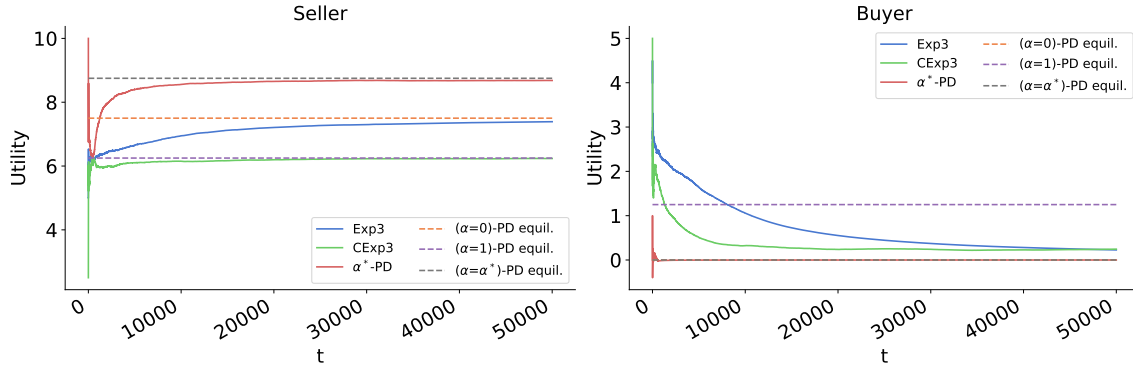 Seller
Utility
10
8
6
4
Exp3
CExp3
α*-PD
(α=0)-PD equil.
(α=1)-PD equil.
(α=α*)-PD equil.
0
10000
20000
30000
40000
50000
t
Buyer
Utility
5
4
3
2
1
0
Exp3
CExp3
α*-PD
(α=0)-PD equil.
(α=1)-PD equil.
(α=α*)-PD equil.
0
10000
20000
30000
40000
50000
t